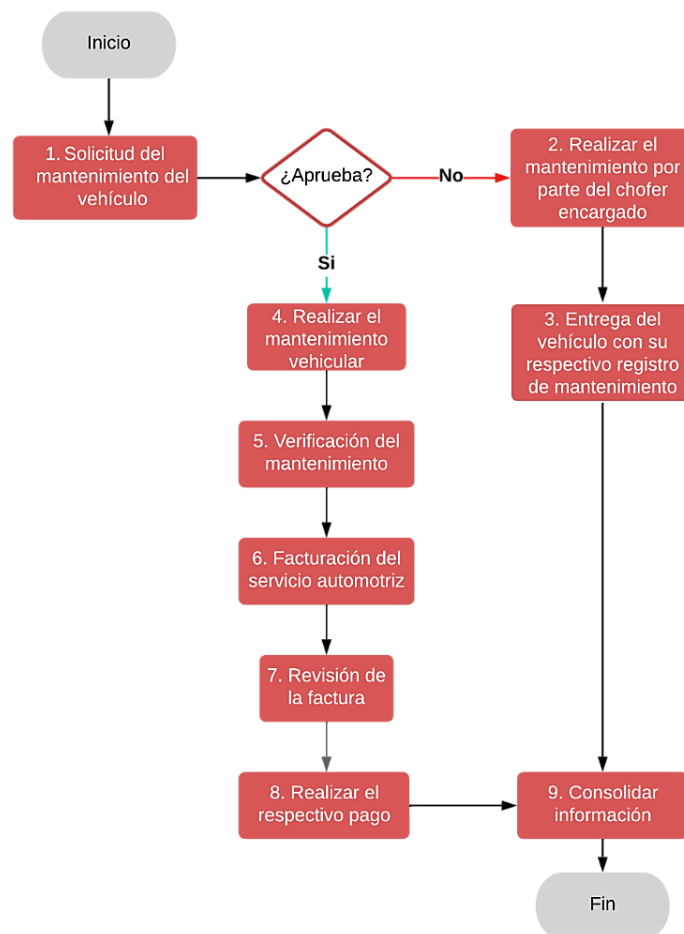 Inicio
1. Solicitud del
mantenimiento del
vehículo
¿Aprueba?
No
2. Realizar el
mantenimiento por
parte del chofer
encargado
Si
4. Realizar el
mantenimiento
vehicular
3. Entrega del
vehículo con su
respectivo registro
de mantenimiento
5. Verificación del
mantenimiento
6. Facturación del
servicio automotriz
7. Revisión de
la factura
8. Realizar el
respectivo pago
9. Consolidar
información
Fin